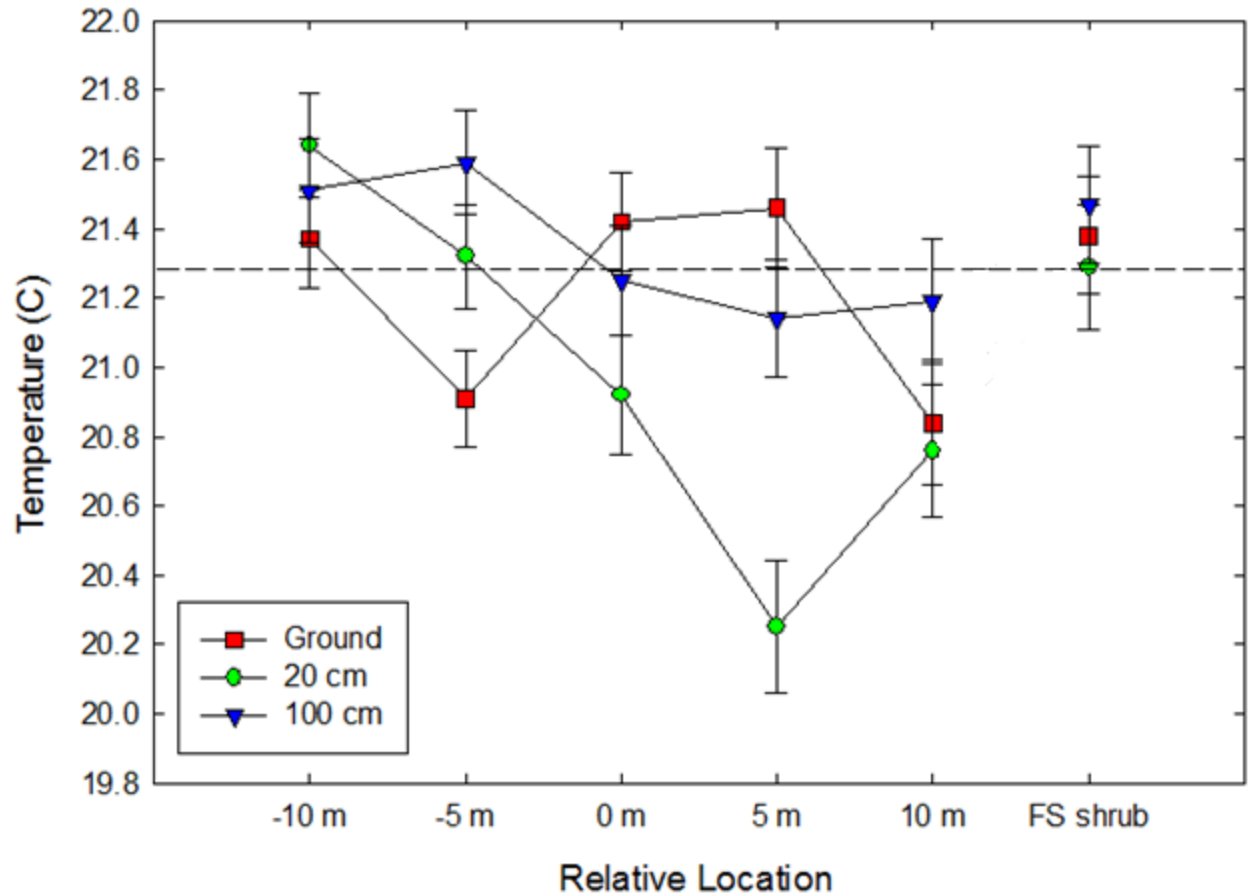 22.0
21.8
21.6
21.4
21.2
21.0
20.8
20.6
20.4
20.2
20.0
19.8
Temperature (C)
Ground
20 cm
100 cm
-10 m -5 m 0 m 5 m 10 m FS shrub
Relative Location